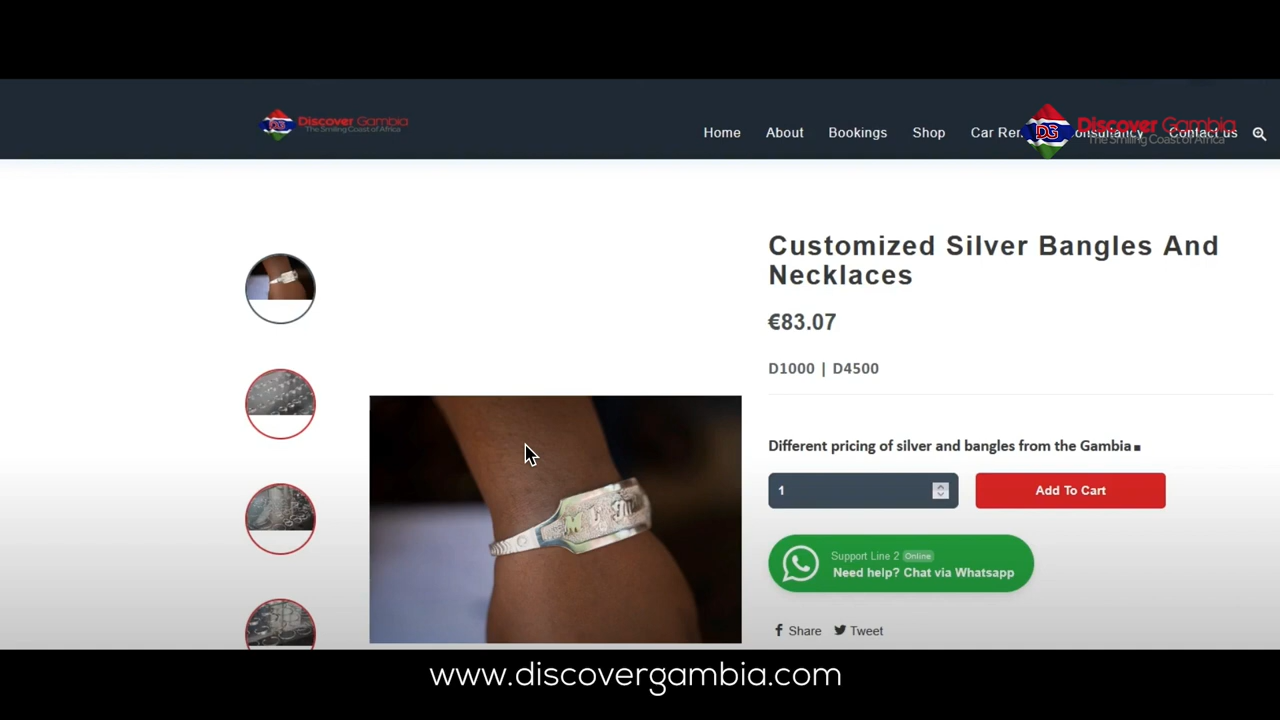 Discover Gambia
The Smiling Coast of Africa
Home
About
Bookings
Shop
Car
Contact us
D3
Discover Gambia
The Smiling Coast of Africa
Customized Silver Bangles And
Necklaces
€83.07
D1000 | D4500
Different pricing of silver and bangles from the Gambia
1
Add To Cart
Support Line 2 Online
Need help? Chat via Whatsapp
Share
Tweet
www.discovergambia.com